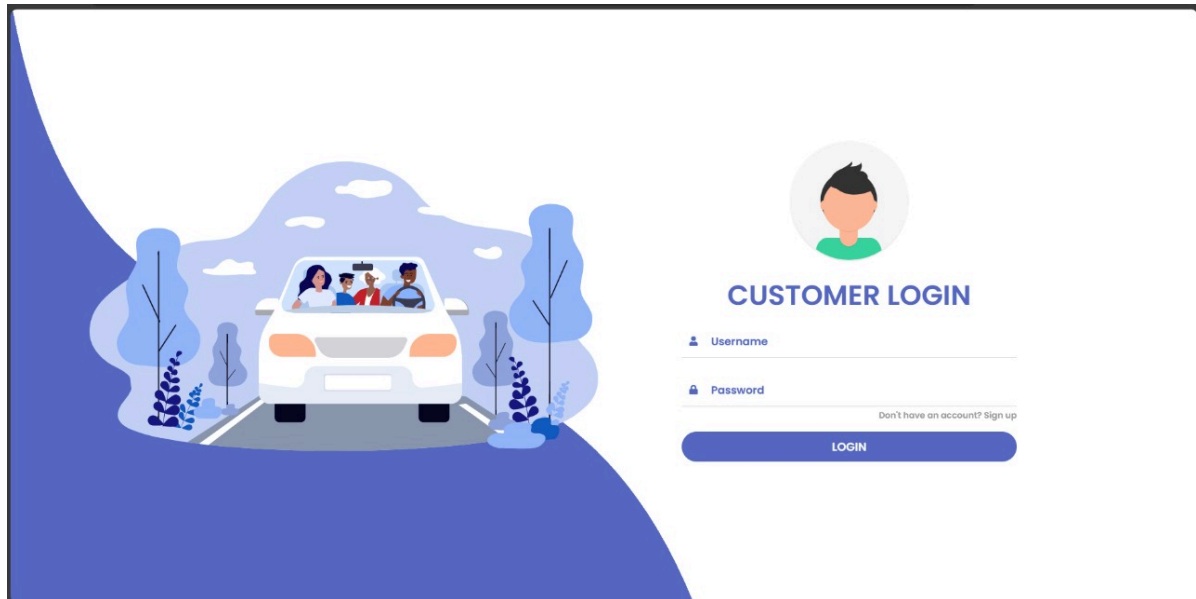 CUSTOMER LOGIN
Username
Password
Don't have an account? Sign up
LOGIN